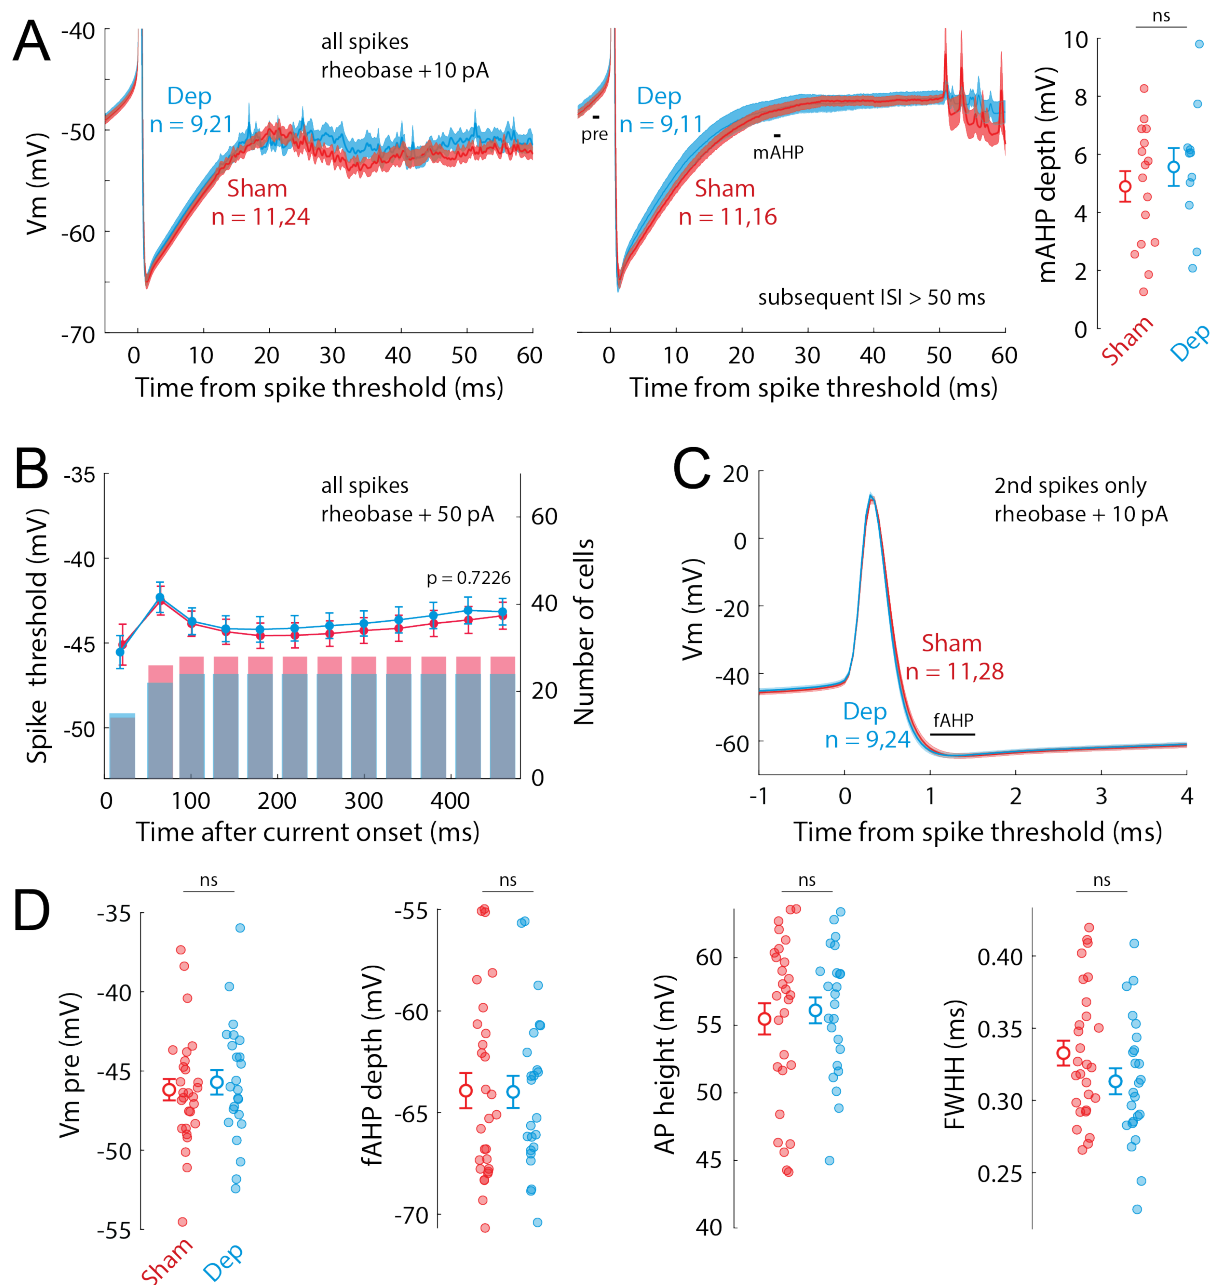 A
-40
-50
-60
-70
Vm (mV)
all spikes
rheobase +10 pA
Dep
n = 9,21
Sham
n = 11,24
0 10 20 30 40 50 60
Time from spike threshold (ms)
pre
Dep
n = 9,11
mAHP
Sham
n = 11,16
subsequent ISI > 50 ms
0 10 20 30 40 50 60
Time from spike threshold (ms)
ns
10
8
6
4
2
0
mAHP depth (mV)
Sham Dep
B
-35
-40
-45
-50
Spike threshold (mV)
all spikes
rheobase + 50 pA
p = 0.7226
60
40
20
0
Number of cells
0 100 200 300 400
Time after current onset (ms)
C
20
0
-20
-40
-60
Vm (mV)
2nd spikes only
rheobase + 10 pA
Sham
n = 11,28
Dep
n = 9,24
fAHP
-1 0 1 2 3 4
Time from spike threshold (ms)
D
ns
-35
-40
-45
-50
-55
Vm pre (mV)
Sham Dep
ns
-55
-60
-65
-70
fAHP depth (mV)
ns
60
55
50
45
40
AP height (mV)
ns
0.40
0.35
0.30
0.25
FWHH (ms)